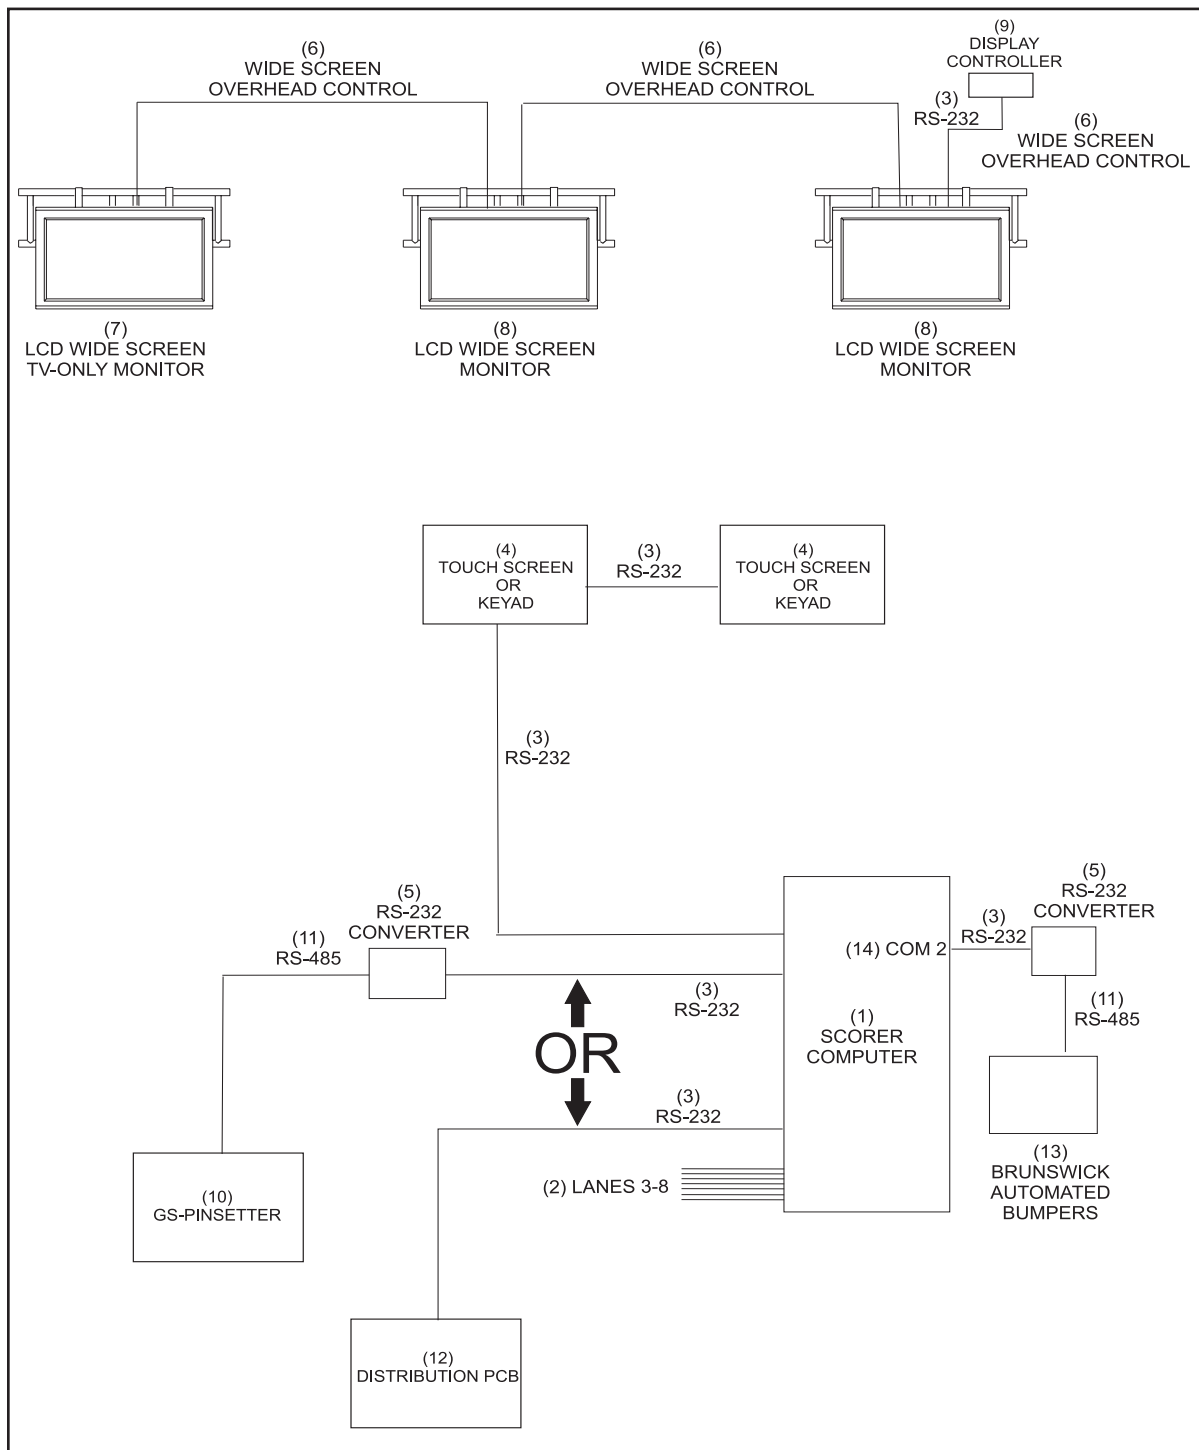 (6)
WIDE SCREEN
OVERHEAD CONTROL
(6)
WIDE SCREEN
OVERHEAD CONTROL
(9)
DISPLAY
CONTROLLER
(3)
RS-232
(6)
WIDE SCREEN
OVERHEAD CONTROL
(7)
LCD WIDE SCREEN
TV-ONLY MONITOR
(8)
LCD WIDE SCREEN
MONITOR
(8)
LCD WIDE SCREEN
MONITOR
(4)
TOUCH SCREEN
OR
KEYAD
(3)
RS-232
(4)
TOUCH SCREEN
OR
KEYAD
(3)
RS-232
(5)
RS-232
CONVERTER
(11)
RS-485
(3)
RS-232
OR
(3)
RS-232
(14) COM 2
(1)
SCORER
COMPUTER
(3)
RS-232
(5)
RS-232
CONVERTER
(11)
RS-485
(13)
BRUNSWICK
AUTOMATED
BUMPERS
(2) LANES 3-8
(10)
GS-PINSETTER
(12)
DISTRIBUTION PCB